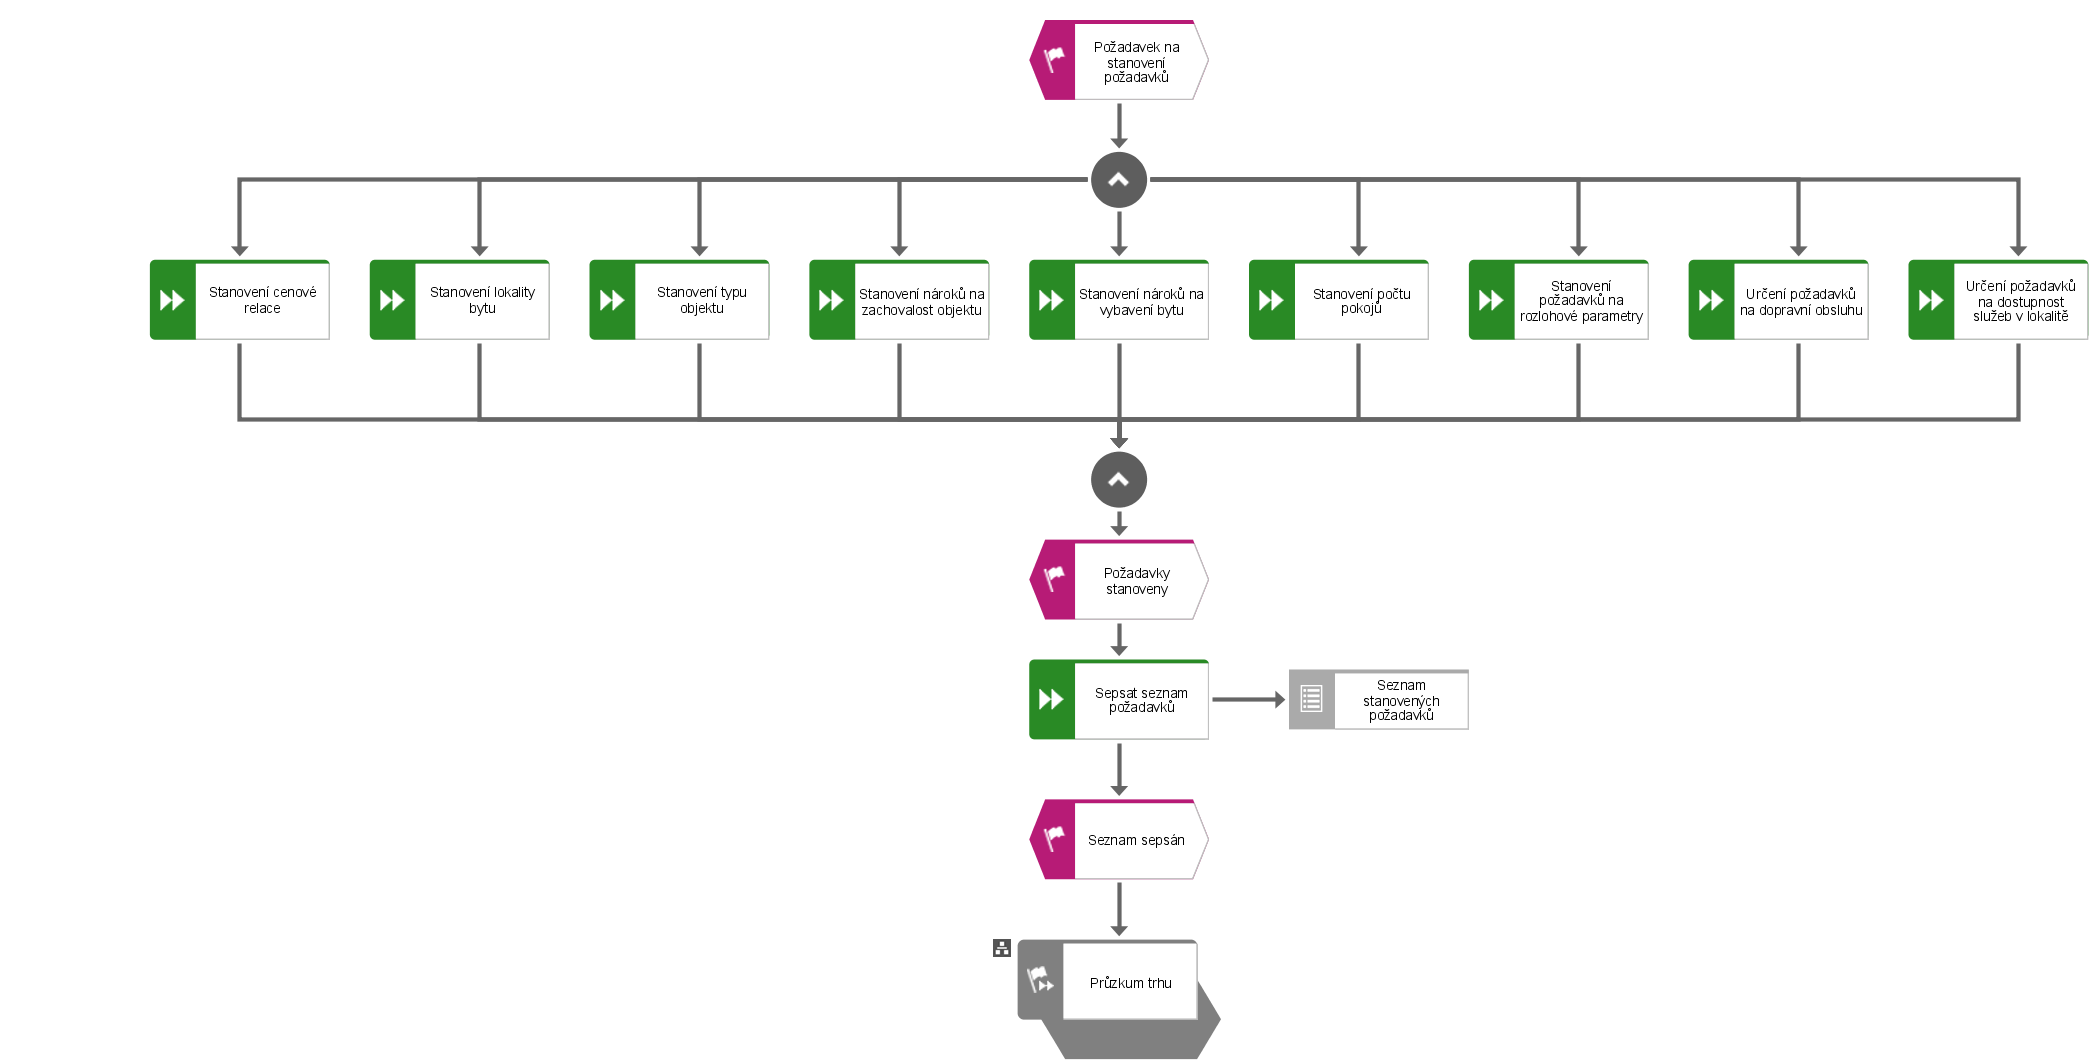 Požadavek na
stanovení
požadavků
Stanovení cenové
relace
Stanovení lokality
bytu
Stanovení typu
objektu
Stanovení nároků na
zachovalost objektu
Stanovení nároků na
vybavení bytu
Stanovení počtu
pokojů
Stanovení
požadavků na
rozlohové parametry
Určení požadavků
na dopravní obsluhu
Určení požadavků
na dostupnost
služeb v lokalitě
Požadavky
stanoveny
Sepsat seznam
požadavků
Seznam
stanovených
požadavků
Seznam sepsán
Průzkum trhu